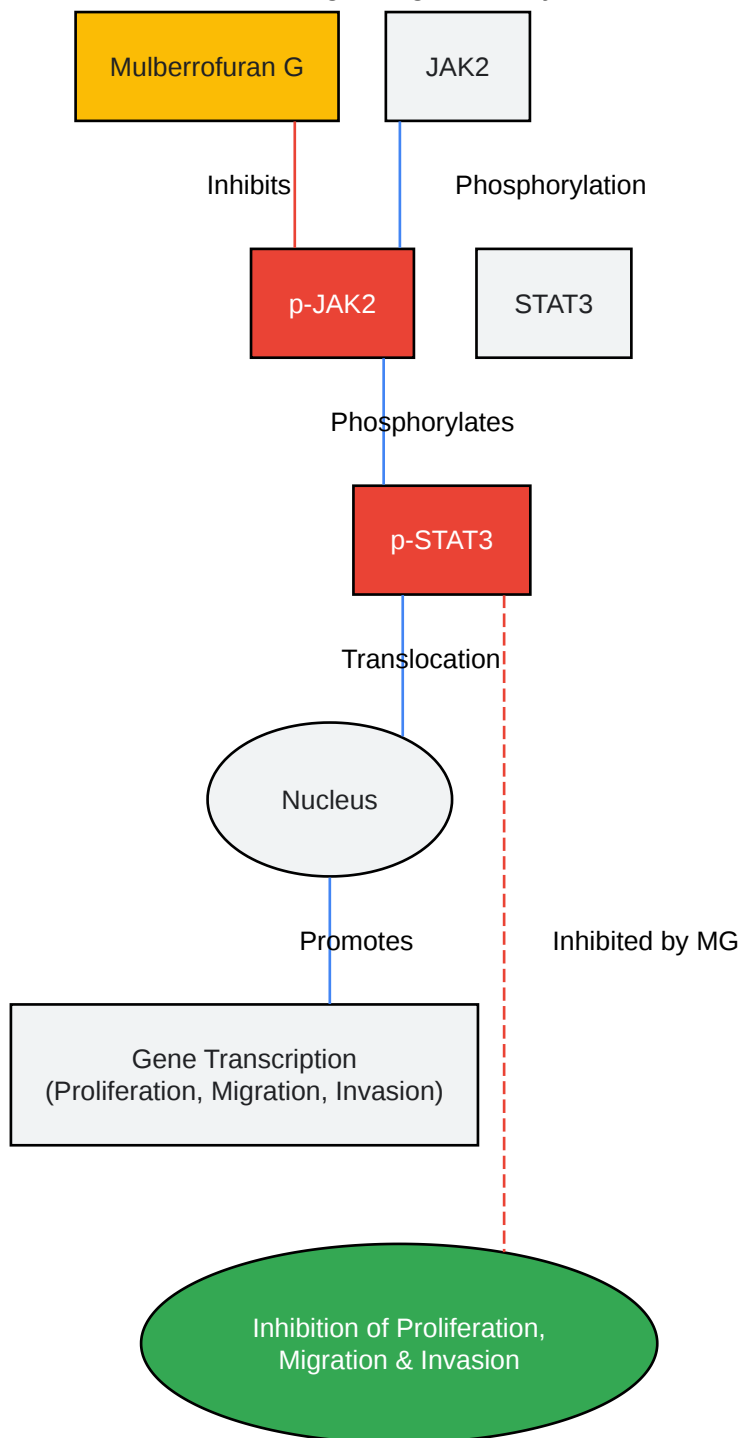 Mulberrofuran G
JAK2
Inhibits
Phosphorylation
p-JAK2
STAT3
Phosphorylates
p-STAT3
Translocation
Nucleus
Promotes
Inhibited by MG
Gene Transcription
(Proliferation, Migration, Invasion)
Inhibition of Proliferation,
Migration & Invasion